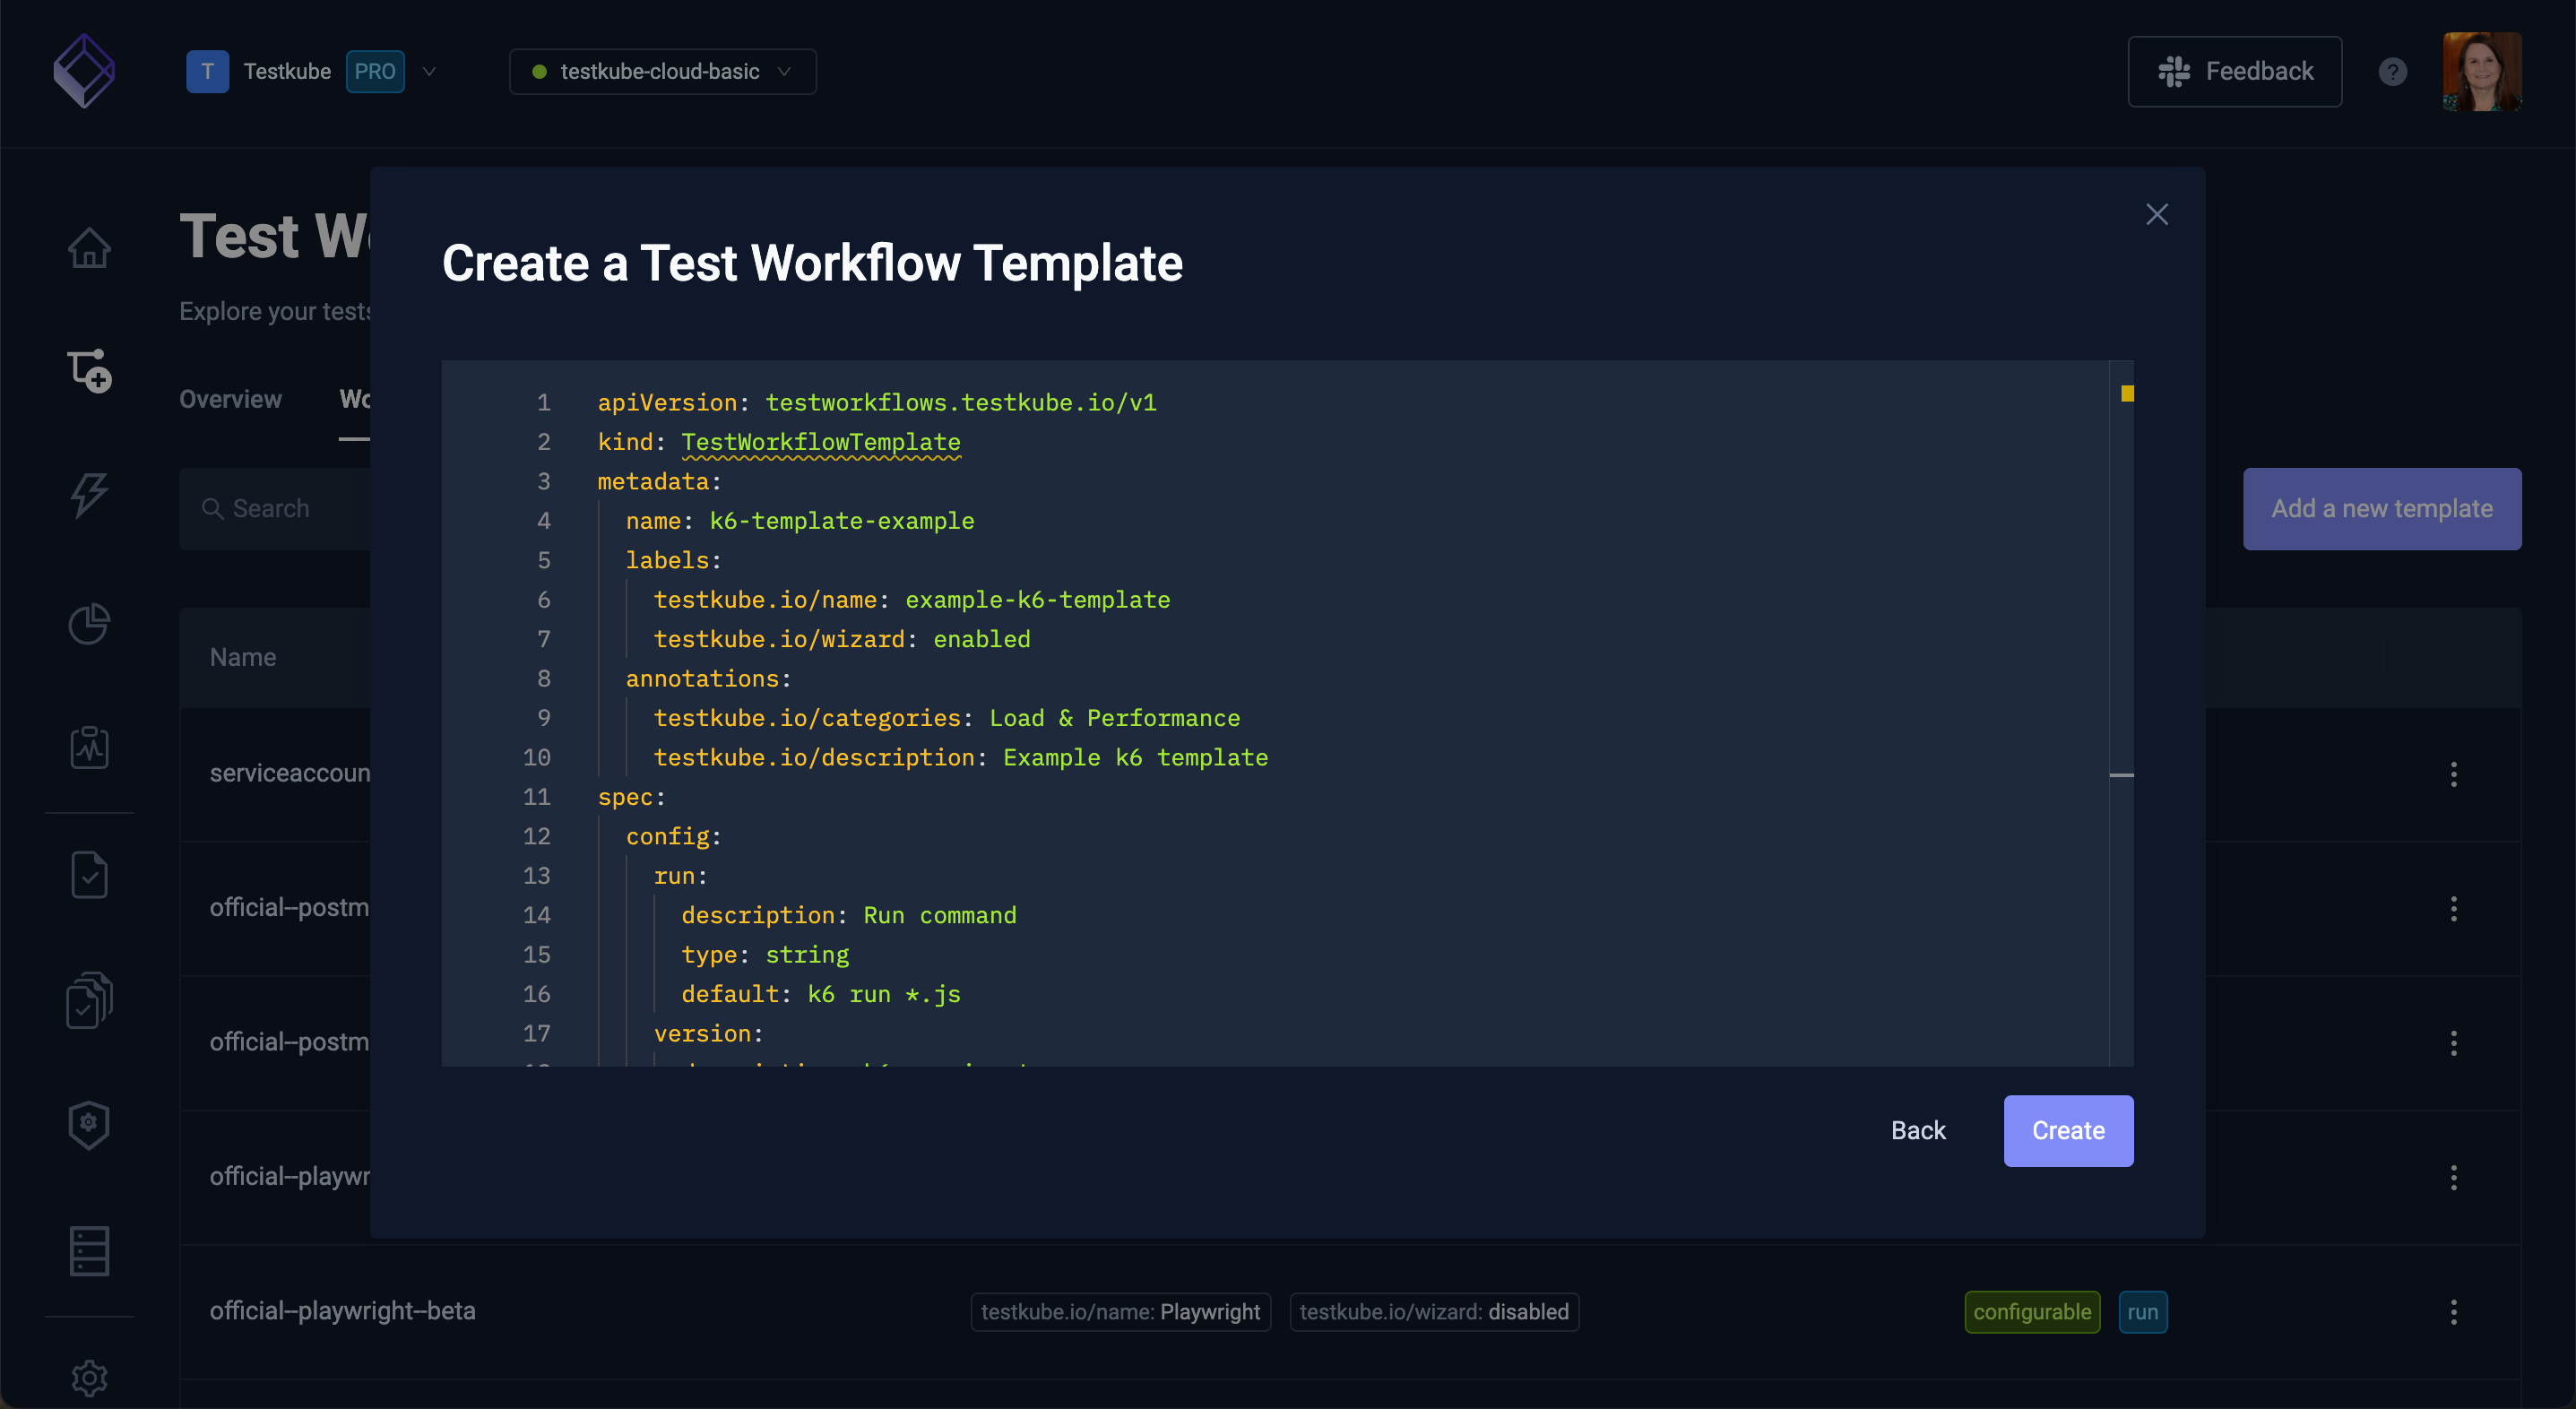 T Testkube PRO testkube-cloud-basic Feedback ?
Test W
Explore your tests
Overview Wo
Search
Add a new template
Name
serviceaccoun
official--postm
official--postm
official--playwr
official--playwright--beta testkube.io/name: Playwright testkube.io/wizard: disabled configurable run
Create a Test Workflow Template
1 apiVersion: testworkflows.testkube.io/v1
2 kind: TestWorkflowTemplate
3 metadata:
4 name: k6-template-example
5 labels:
6 testkube.io/name: example-k6-template
7 testkube.io/wizard: enabled
8 annotations:
9 testkube.io/categories: Load & Performance
10 testkube.io/description: Example k6 template
11 spec:
12 config:
13 run:
14 description: Run command
15 type: string
16 default: k6 run *.js
17 version:
Back Create